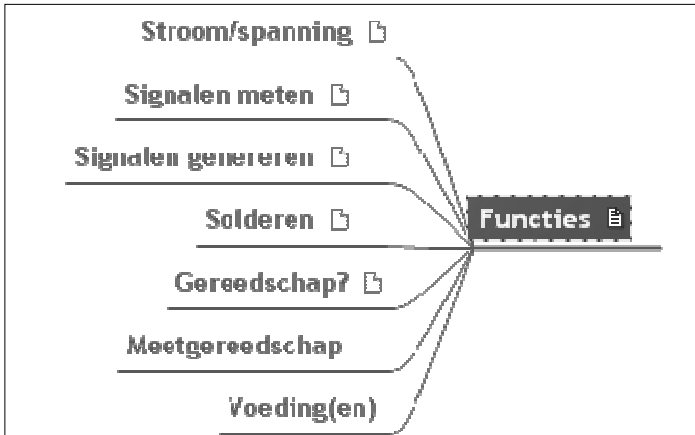 Stroom/spanning
Signalen meten
Signalen genereren
Solderen
Functies
Gereedschap?
Meetgereedschap
Voeding(en)